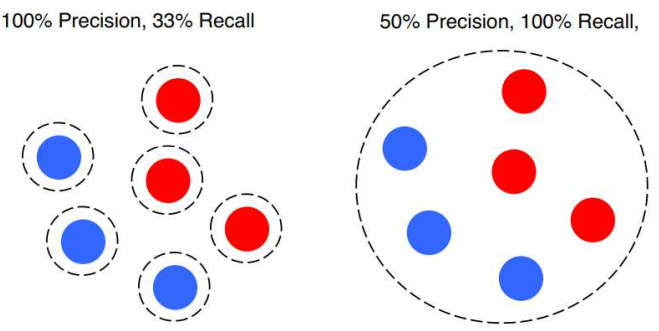 100% Precision, 33% Recall
50% Precision, 100% Recall,